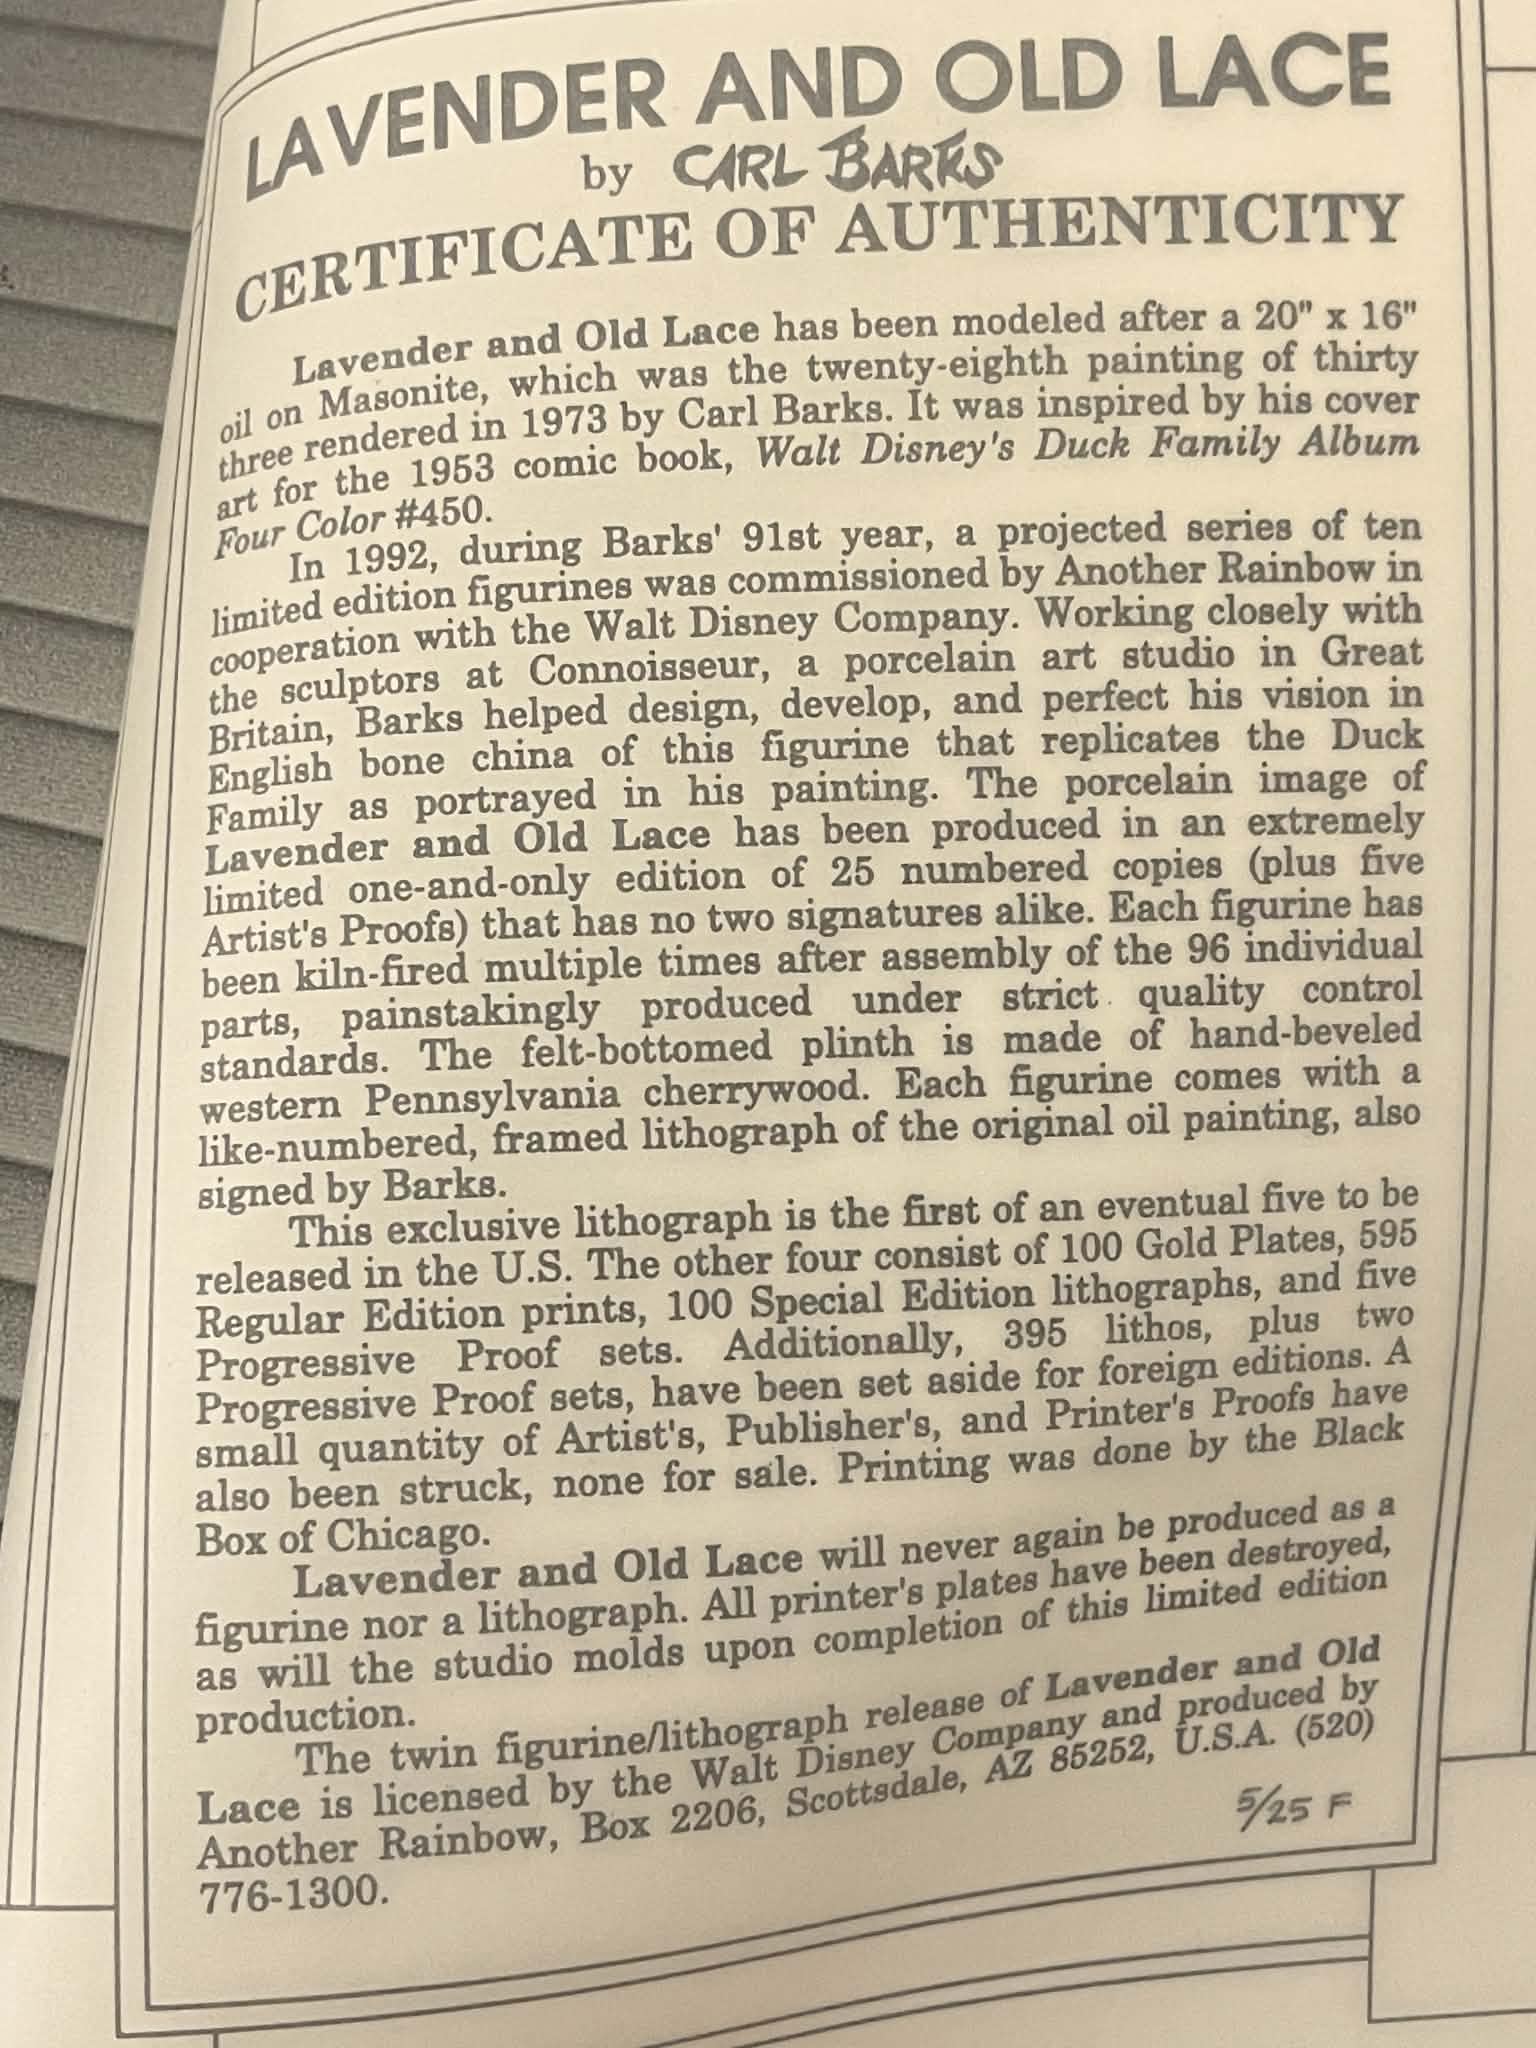 LAVENDER AND OLD LACE
by CARL BARKS
CERTIFICATE OF AUTHENTICITY
Lavender and Old Lace has been modeled after a 20" x 16"
oil on Masonite, which was the twenty-eighth painting of thirty
three rendered in 1973 by Carl Barks. It was inspired by his cover
art for the 1953 comic book, Walt Disney's Duck Family Album
Four Color #450.
In 1992, during Barks' 91st year, a projected series of ten
limited edition figurines was commissioned by Another Rainbow in
cooperation with the Walt Disney Company. Working closely with
the sculptors at Connoisseur, a porcelain art studio in Great
Britain, Barks helped design, develop, and perfect his vision in
English bone china of this figurine that replicates the Duck
Family as portrayed in his painting. The porcelain image of
Lavender and Old Lace has been produced in an extremely
limited one-and-only edition of 25 numbered copies (plus five
Artist's Proofs) that has no two signatures alike. Each figurine has
been kiln-fired multiple times after assembly of the 96 individual
parts, painstakingly produced under strict quality control
standards. The felt-bottomed plinth is made of hand-beveled
western Pennsylvania cherrywood. Each figurine comes with a
like-numbered, framed lithograph of the original oil painting, also
signed by Barks.
This exclusive lithograph is the first of an eventual five to be
released in the U.S. The other four consist of 100 Gold Plates, 595
Regular Edition prints, 100 Special Edition lithographs, and five
Progressive Proof sets. Additionally, 395 lithos, plus two
Progressive Proof sets, have been set aside for foreign editions. A
small quantity of Artist's, Publisher's, and Printer's Proofs have
also been struck, none for sale. Printing was done by the Black
Box of Chicago.
Lavender and Old Lace will never again be produced as a
figurine nor a lithograph. All printer's plates have been destroyed,
as will the studio molds upon completion of this limited edition
production.
The twin figurine/lithograph release of Lavender and Old
Lace is licensed by the Walt Disney Company and produced by
Another Rainbow, Box 2206, Scottsdale, AZ 85252, U.S.A. (520)
776-1300.
5/25 F